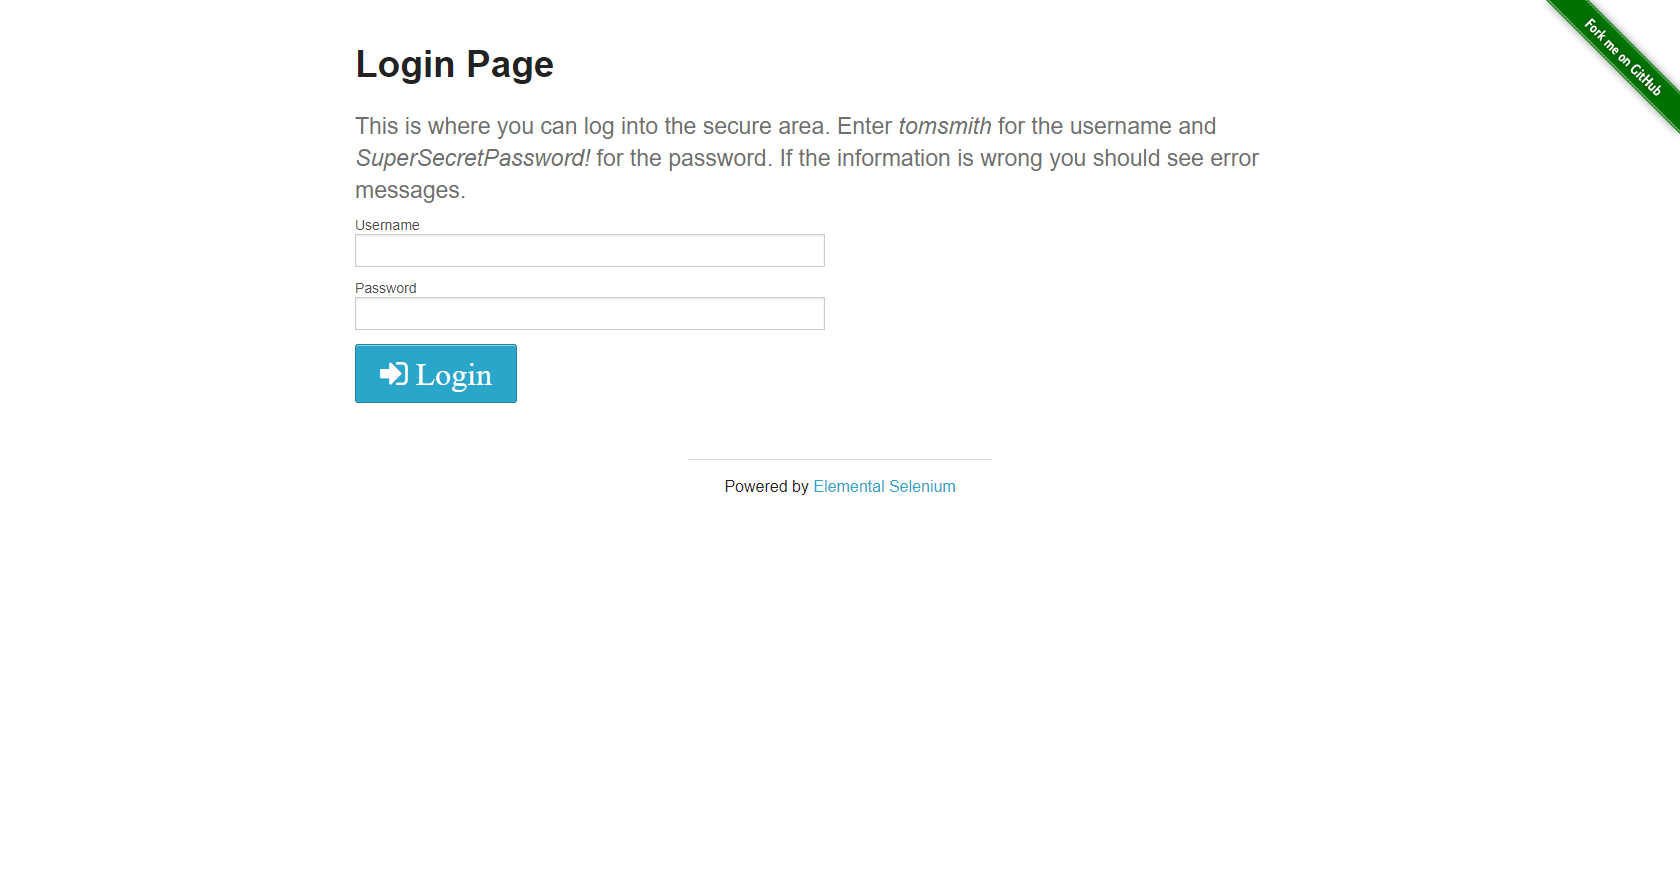 Login Page
Fork me on GitHub
This is where you can log into the secure area. Enter tomsmith for the username and
SuperSecretPassword! for the password. If the information is wrong you should see error
messages.
Username
Password
Login
Powered by Elemental Selenium